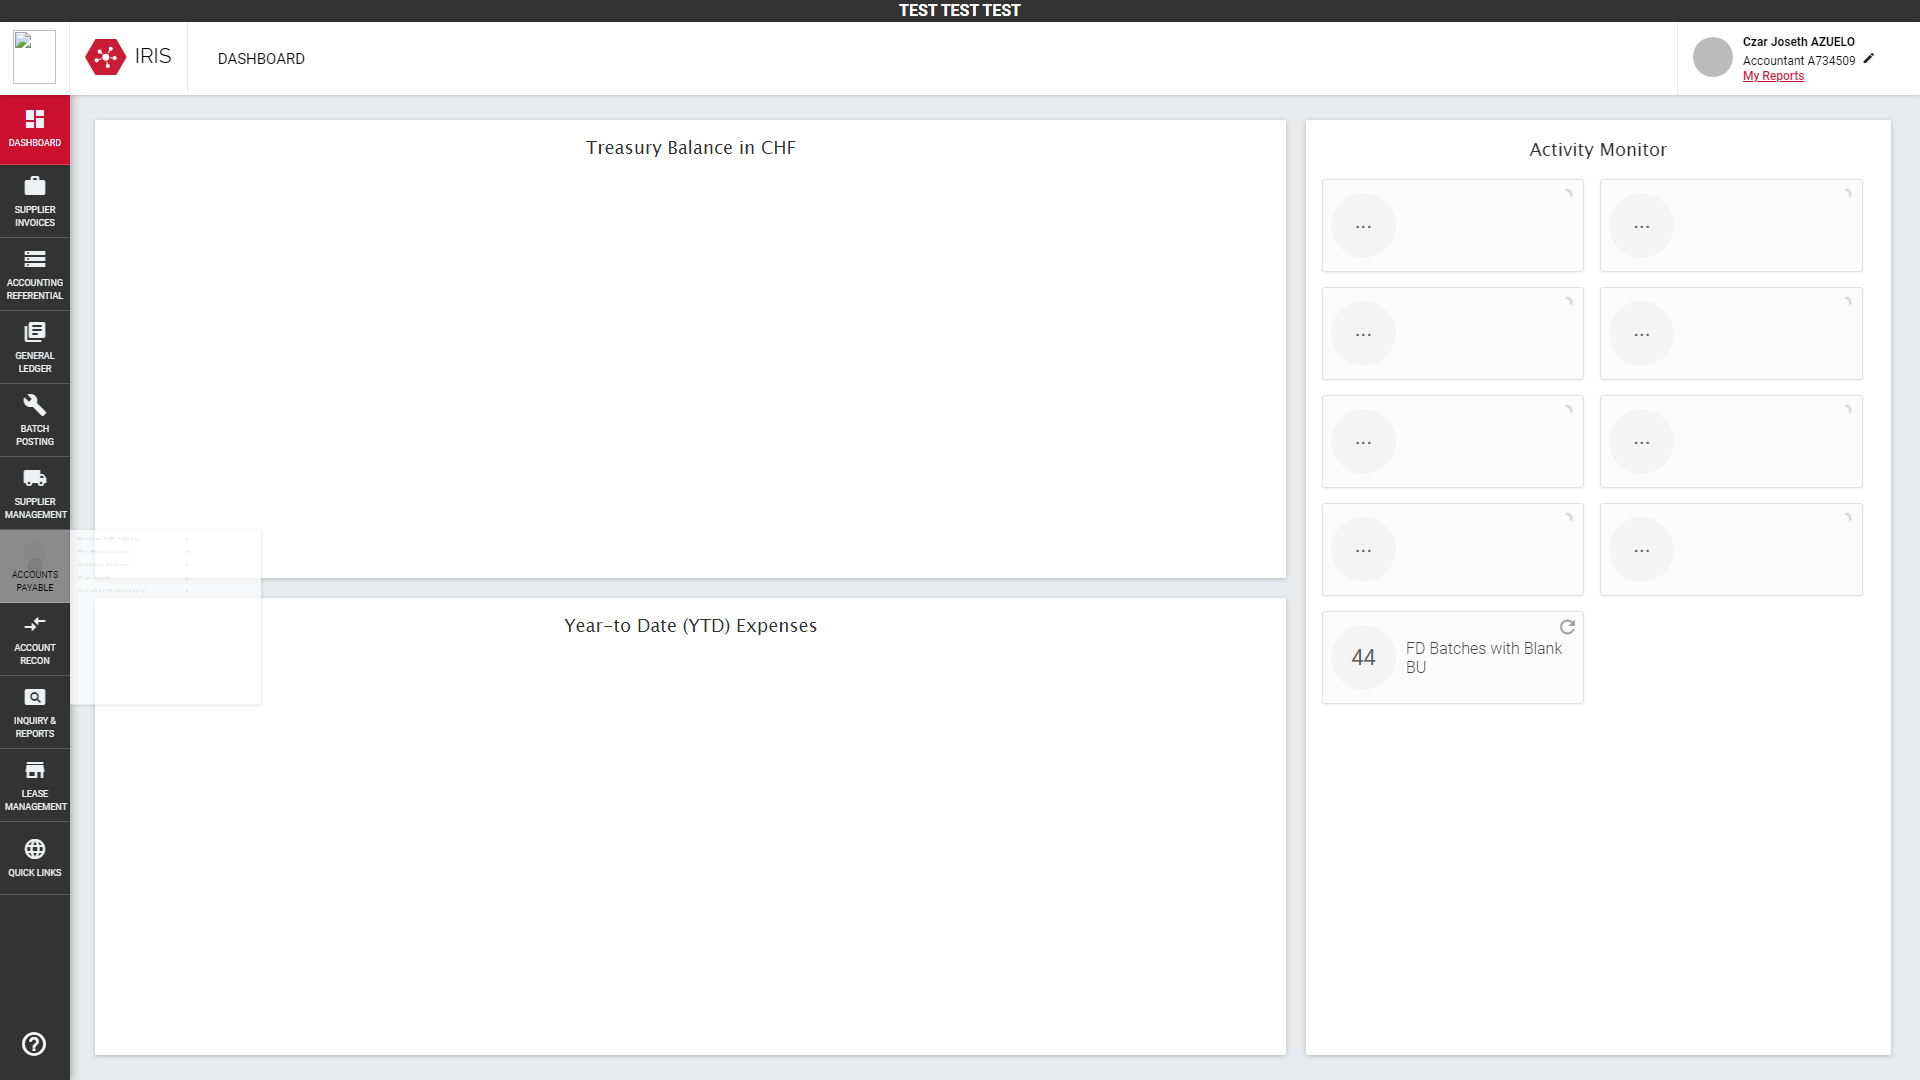 TEST TEST TEST
IRIS
DASHBOARD
Czar Joseth AZUELO
Accountant A734509
My Reports
DASHBOARD
SUPPLIER
INVOICES
ACCOUNTING
REFERENTIAL
GENERAL
LEDGER
BATCH
POSTING
SUPPLIER
MANAGEMENT
ACCOUNTS
PAYABLE
ACCOUNT
RECON
INQUIRY &
REPORTS
LEASE
MANAGEMENT
QUICK LINKS
Treasury Balance in CHF
Year-to Date (YTD) Expenses
Activity Monitor
...
...
...
...
...
...
...
...
44
FD Batches with Blank
BU